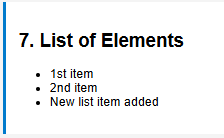 7. List of Elements
1st item
2nd item
New list item added